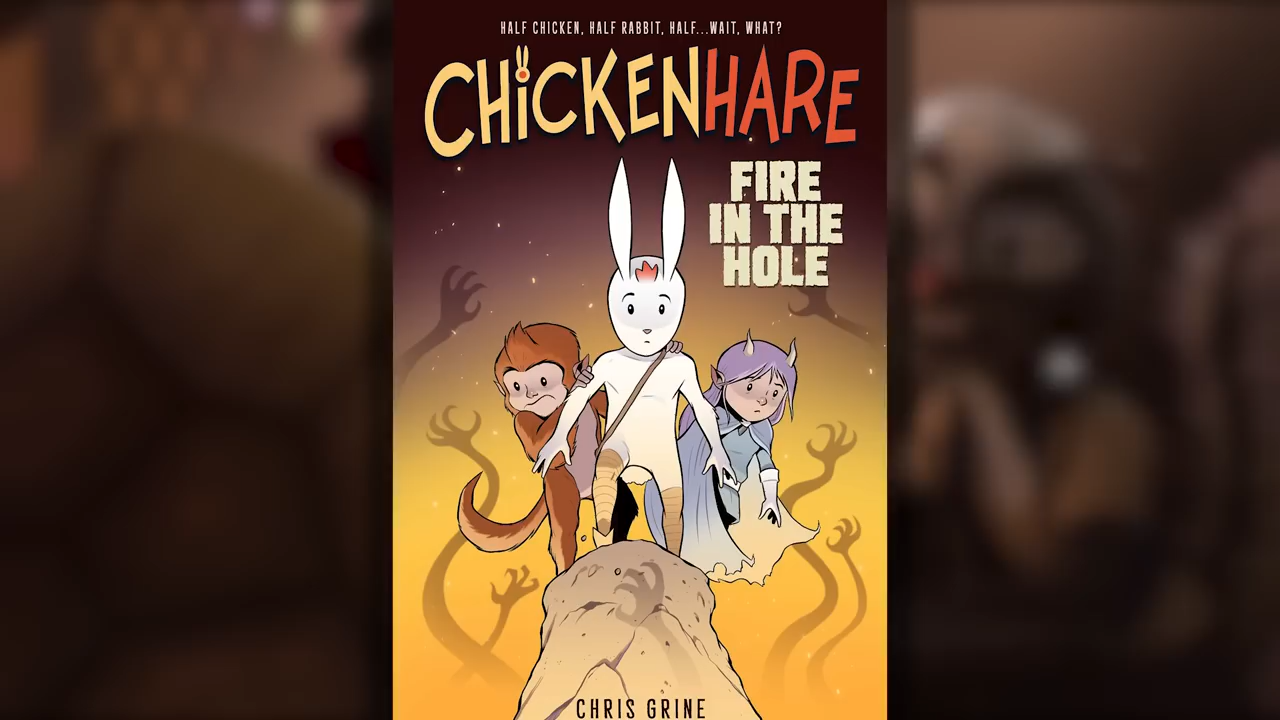 HALF CHICKEN, HALF RABBIT, HALF...WAIT, WHAT?
CHiCKENHARE
FIRE
IN THE
HOLE
CHRIS GRINE